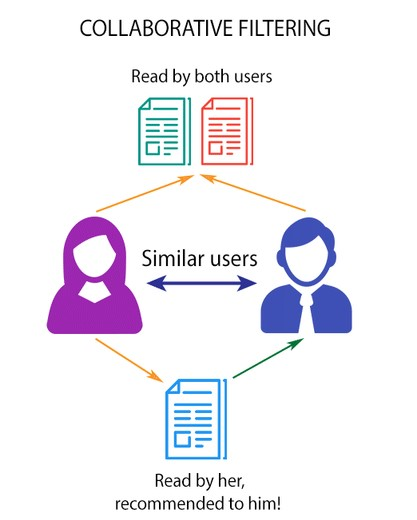 COLLABORATIVE FILTERING
Read by both users
Similar users
Read by her,
recommended to him!